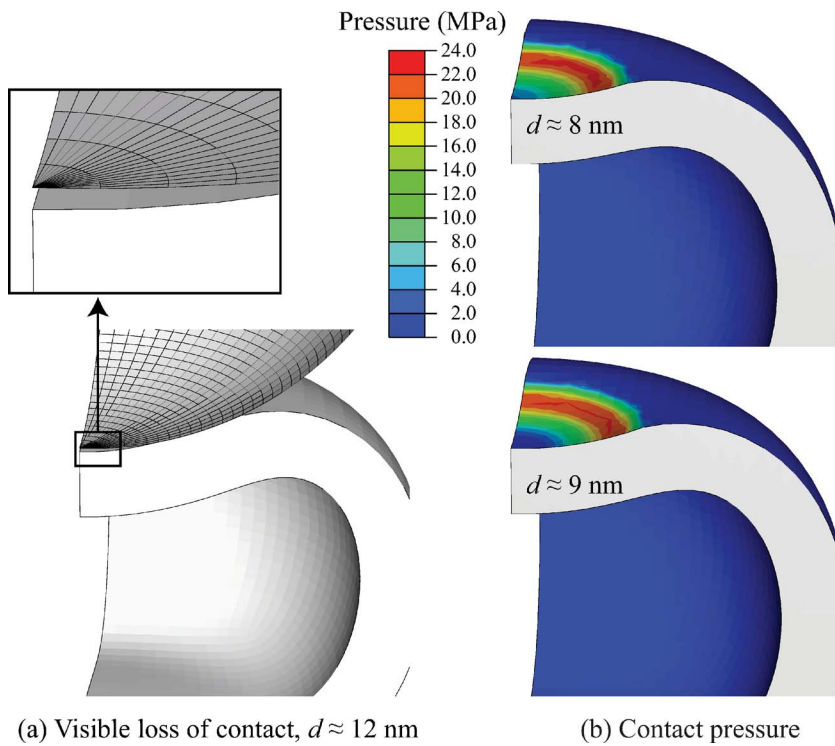 Pressure (MPa)
24.0
22.0
20.0
18.0
16.0
14.0
12.0
10.0
8.0
6.0
4.0
2.0
0.0
d ≈ 8 nm
d ≈ 9 nm
(a) Visible loss of contact, d ≈ 12 nm
(b) Contact pressure